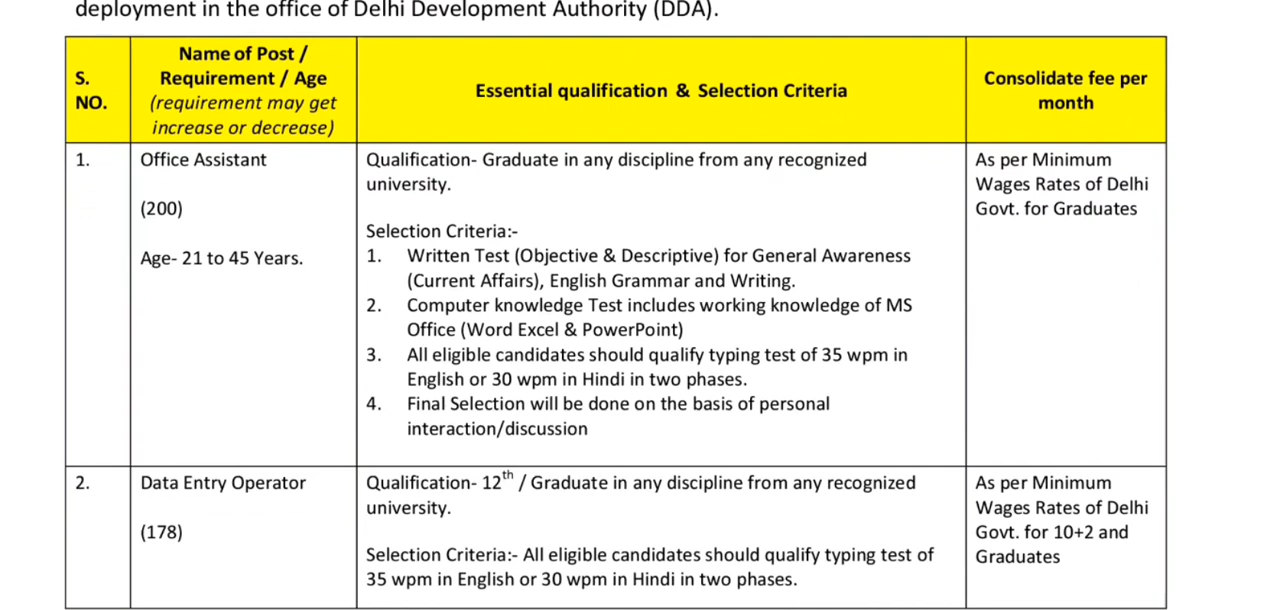 deployment in the office of Delhi Development Authority (DDA).
S.
NO.
Name of Post /
Requirement / Age
(requirement may get
increase or decrease)
Essential qualification & Selection Criteria
Consolidate fee per
month
1.
Office Assistant
(200)
Age- 21 to 45 Years.
Qualification- Graduate in any discipline from any recognized
university.
Selection Criteria:-
1. Written Test (Objective & Descriptive) for General Awareness
(Current Affairs), English Grammar and Writing.
2. Computer knowledge Test includes working knowledge of MS
Office (Word Excel & PowerPoint)
3. All eligible candidates should qualify typing test of 35 wpm in
English or 30 wpm in Hindi in two phases.
4. Final Selection will be done on the basis of personal
interaction/discussion
As per Minimum
Wages Rates of Delhi
Govt. for Graduates
2.
Data Entry Operator
(178)
Qualification- 12th / Graduate in any discipline from any recognized
university.
Selection Criteria:- All eligible candidates should qualify typing test of
35 wpm in English or 30 wpm in Hindi in two phases.
As per Minimum
Wages Rates of Delhi
Govt. for 10+2 and
Graduates